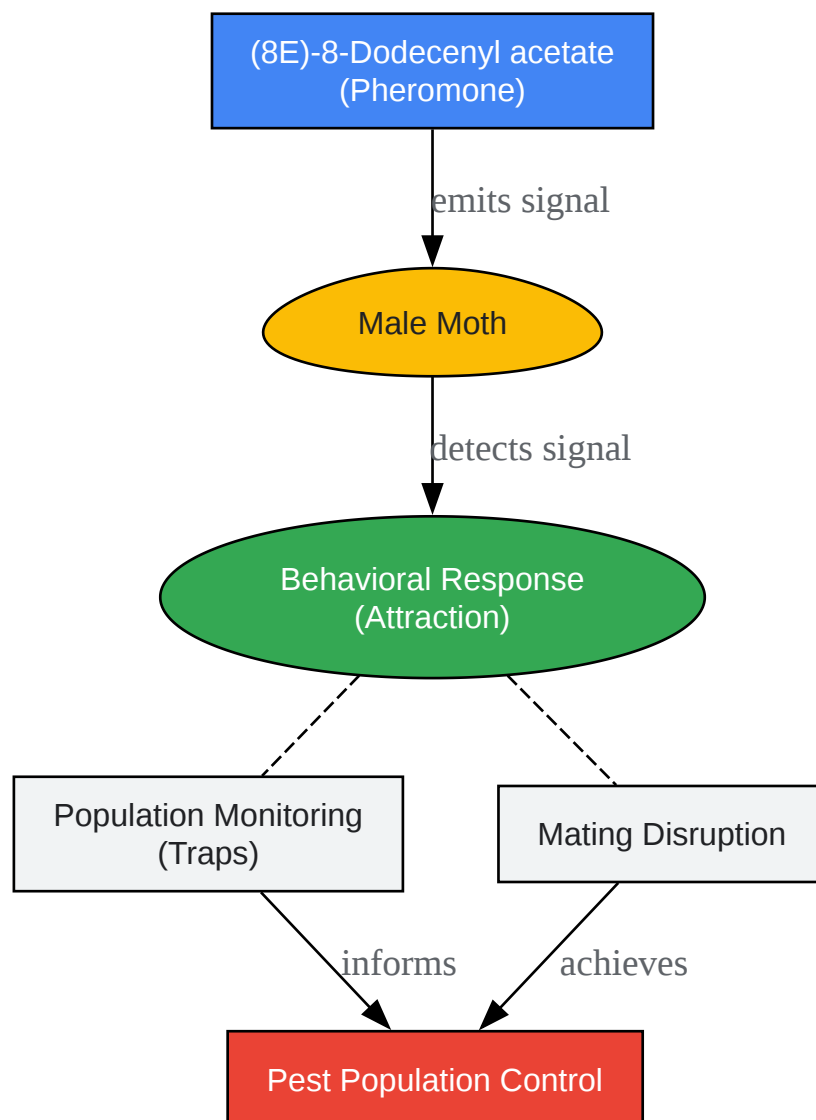 (8E)-8-Dodecenyl acetate
(Pheromone)
emits signal
Male Moth
detects signal
Behavioral Response
(Attraction)
Population Monitoring
(Traps)
Mating Disruption
informs
achieves
Pest Population Control